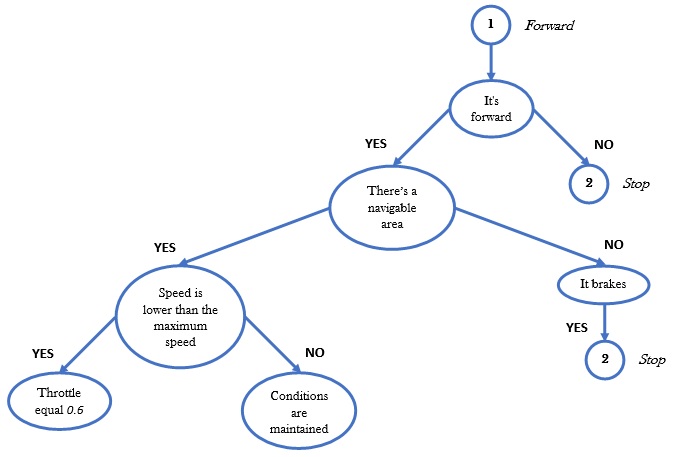 1 Forward
It's
forward
YES
NO
There's a
navigable
area
2 Stop
YES
NO
Speed is
lower than the
maximum
speed
It brakes
YES
YES
NO
2 Stop
Throttle
equal 0.6
Conditions
are
maintained